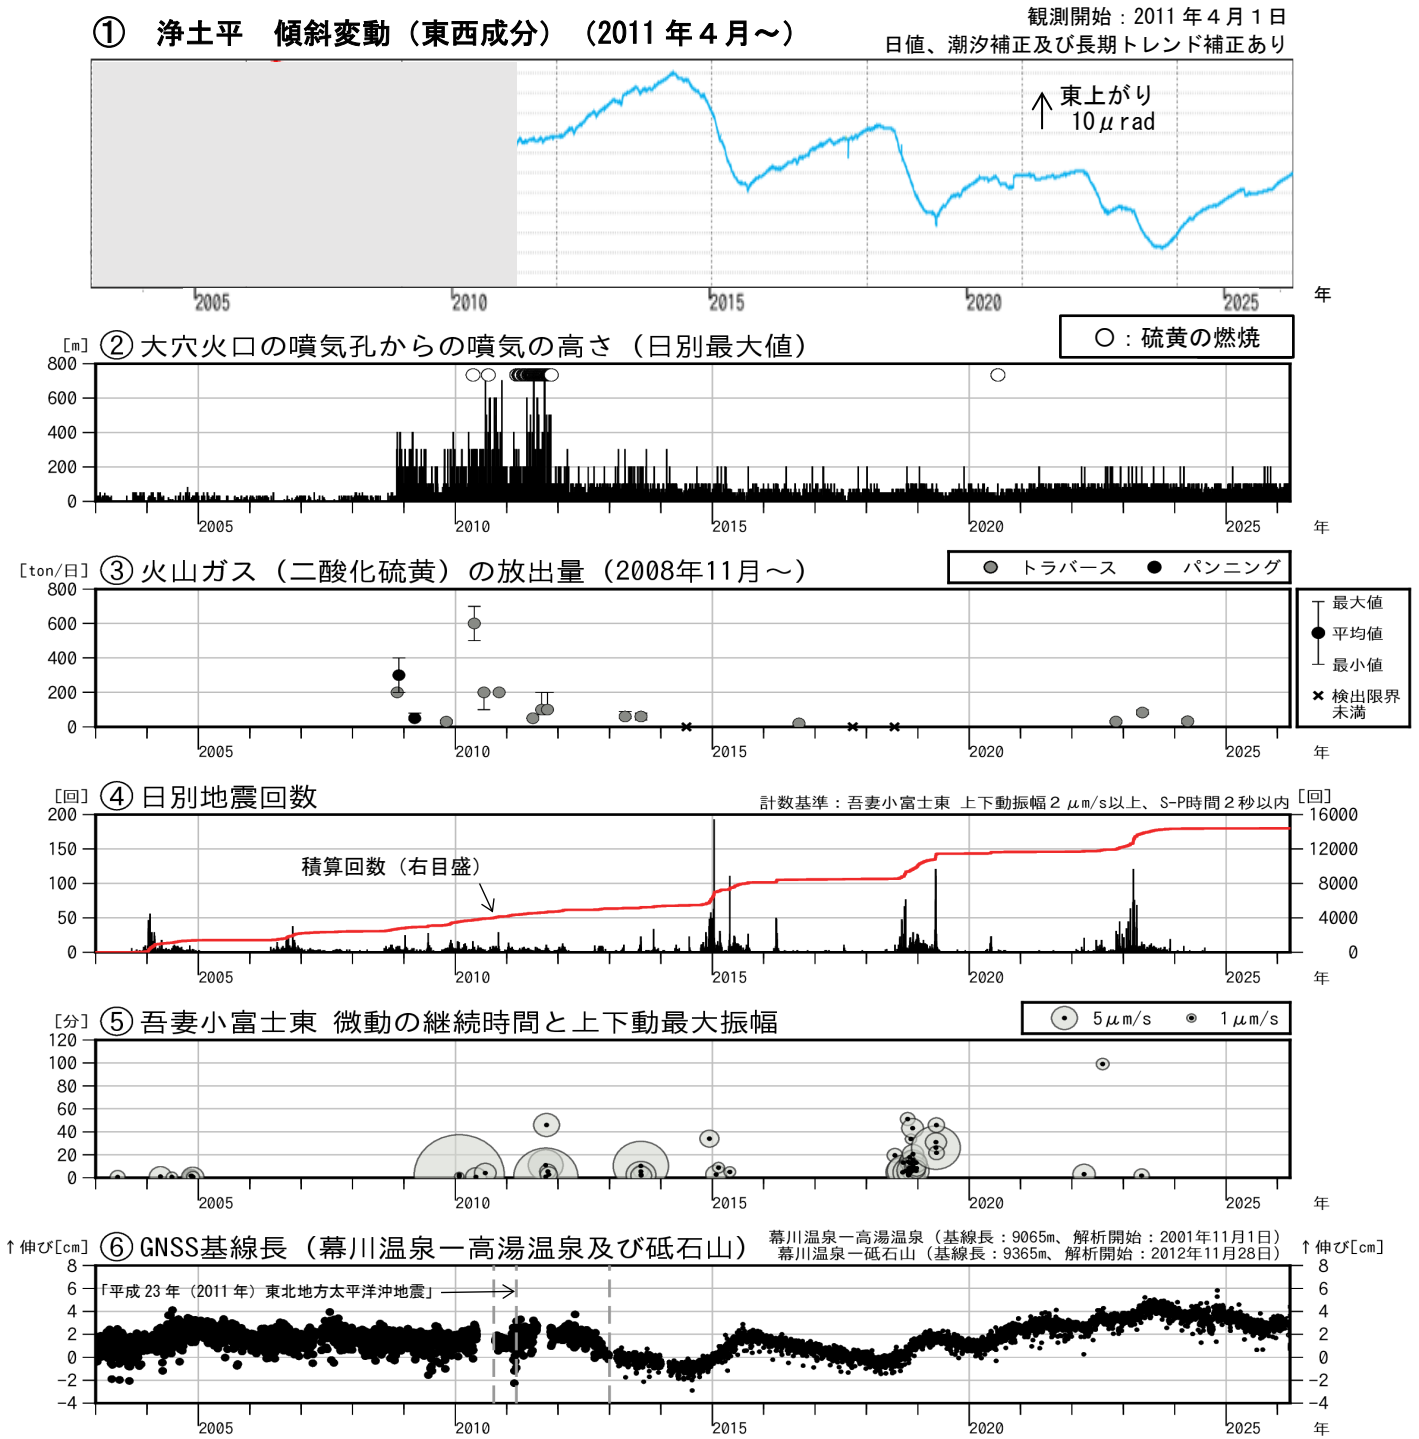 ① 浄土平 傾斜変動（東西成分）（2011年４月～）
観測開始：2011年４月１日
日値、潮汐補正及び長期トレンド補正あり
東上がり
10μrad
2005 2010 2015 2020 2025 年
[m] ②大穴火口の噴気孔からの噴気の高さ（日別最大値）
○：硫黄の燃焼
800
600
400
200
0
2005 2010 2015 2020 2025 年
[ton/日] ③火山ガス（二酸化硫黄）の放出量（2008年11月～）
トラバース パンニング
800
600
400
200
0
最大値
平均値
最小値
× 検出限界
未満
2005 2010 2015 2020 2025 年
[回] ④日別地震回数
計数基準：吾妻小富士東 上下動振幅２μm/s以上、S-P時間２秒以内 [回]
200 16000
150 12000
積算回数（右目盛）
100 8000
50 4000
0 0
2005 2010 2015 2020 2025 年
[分] ⑤吾妻小富士東 微動の継続時間と上下動最大振幅
5μm/s 1μm/s
120
100
80
60
40
20
0
2005 2010 2015 2020 2025 年
↑伸び[cm] ⑥GNSS基線長（幕川温泉－高湯温泉及び砥石山）
幕川温泉－高湯温泉（基線長：9065m、解析開始：2001年11月1日）
幕川温泉－砥石山（基線長：9365m、解析開始：2012年11月28日）
↑伸び[cm]
8 8
6 6
「平成23年（2011年）東北地方太平洋沖地震」
4 4
2 2
0 0
-2 -2
-4 -4
2005 2010 2015 2020 2025 年